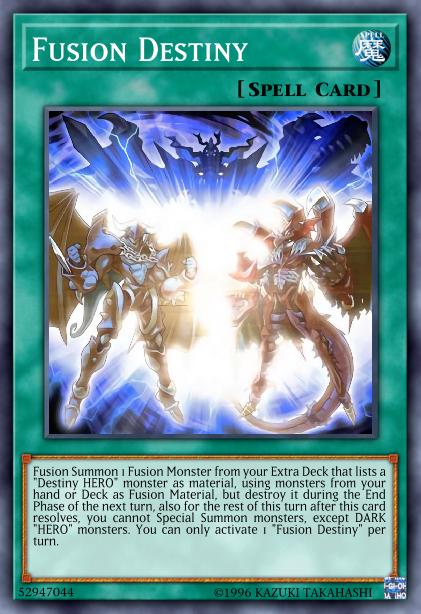 Fusion Destiny
SPELL
魔
[ Spell Card ]
Fusion Summon 1 Fusion Monster from your Extra Deck that lists a
"Destiny HERO" monster as material, using monsters from your
hand or Deck as Fusion Material, but destroy it during the End
Phase of the next turn, also for the rest of this turn after this card
resolves, you cannot Special Summon monsters, except DARK
"HERO" monsters. You can only activate 1 "Fusion Destiny" per
turn.
52947044
©1996 KAZUKI TAKAHASHI